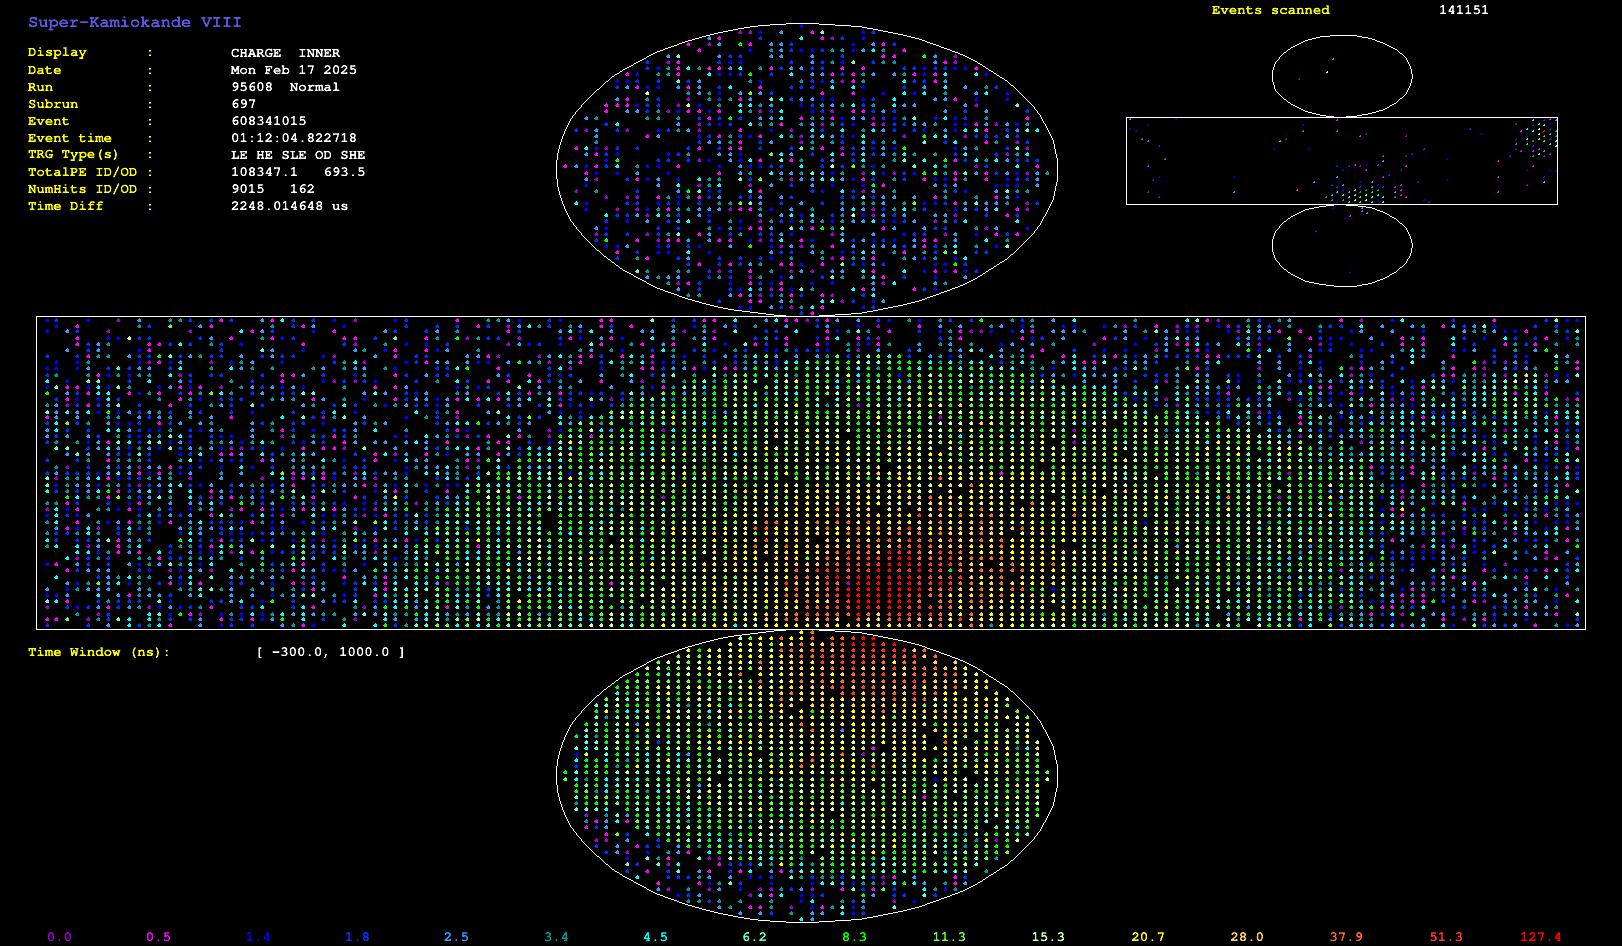 Super-Kamiokande VIII
Events scanned 141151
Display : CHARGE INNER
Date : Mon Feb 17 2025
Run : 95608 Normal
Subrun : 697
Event : 608341015
Event time : 01:12:04.822718
TRG Type(s) : LE HE SLE OD SHE
TotalPE ID/OD : 108347.1 693.5
NumHits ID/OD : 9015 162
Time Diff : 2248.014648 us
Time Window (ns): [ -300.0, 1000.0 ]
0.0 0.5 1.4 1.8 2.5 3.4 4.5 6.2 8.3 11.3 15.3 20.7 28.0 37.9 51.3 127.4